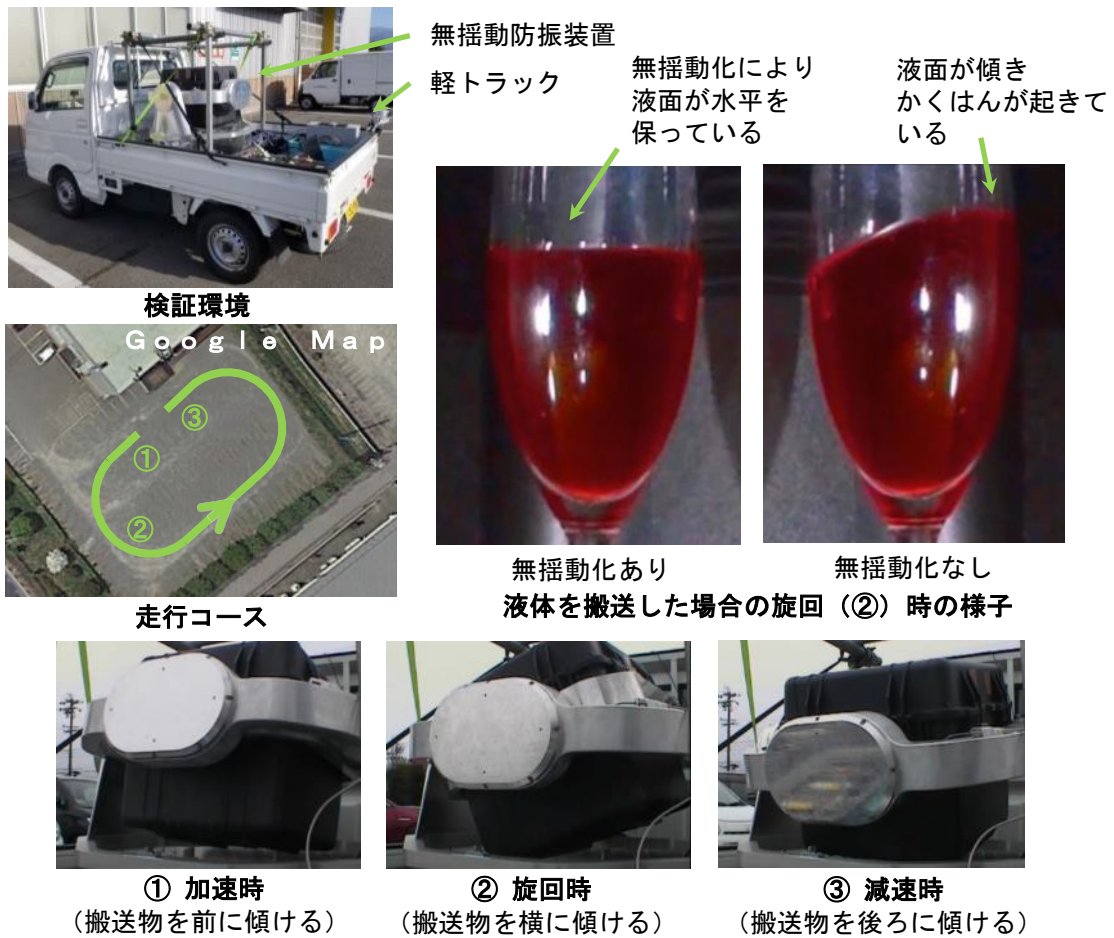 無揺動防振装置
軽トラック
検証環境
Ｇｏｏｇｌｅ Ｍａｐ
①
②
③
走行コース
無揺動化により
液面が水平を
保っている
液面が傾き
かくはんが起きて
いる
無揺動化あり
無揺動化なし
液体を搬送した場合の旋回（②）時の様子
① 加速時
（搬送物を前に傾ける）
② 旋回時
（搬送物を横に傾ける）
③ 減速時
（搬送物を後ろに傾ける）